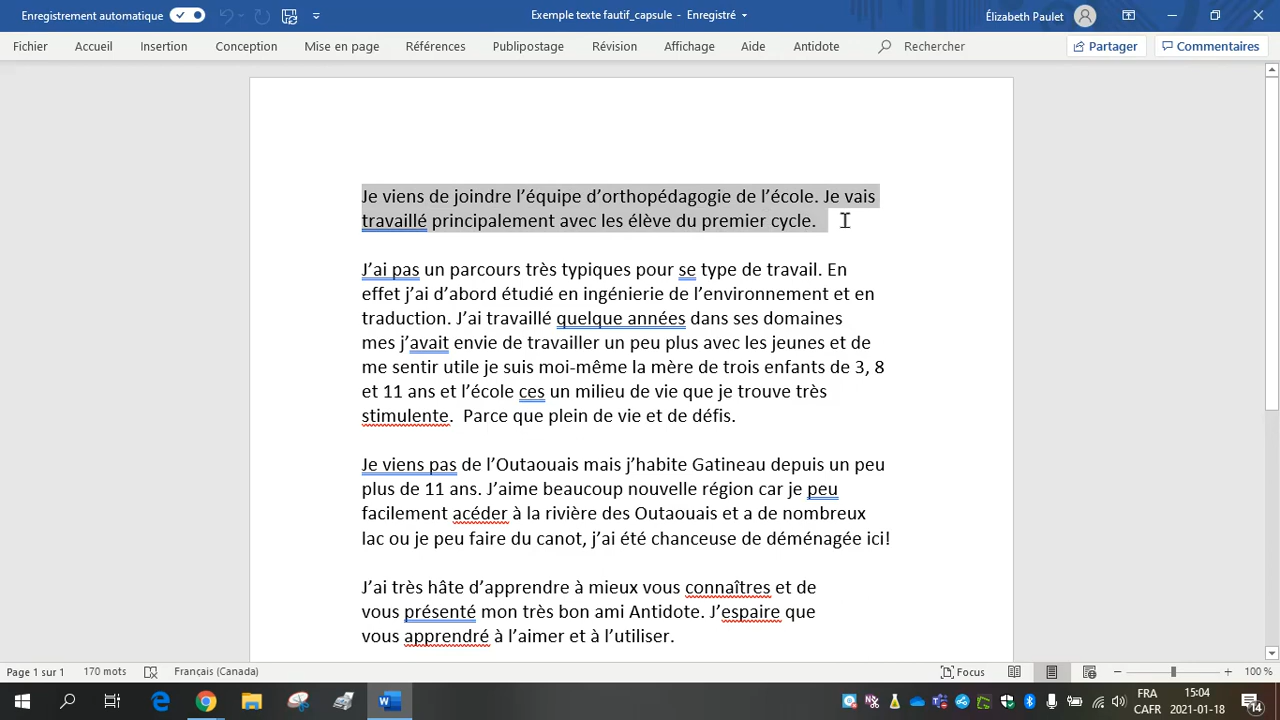 Enregistrement automatique
Exemple texte fautif_capsule - Enregistré
Élizabeth Paulet
Fichier Accueil Insertion Conception Mise en page Références Publipostage Révision Affichage Aide Antidote Rechercher Partager Commentaires
Je viens de joindre l’équipe d’orthopédagogie de l’école. Je vais
travaillé principalement avec les élève du premier cycle.
J’ai pas un parcours très typiques pour se type de travail. En
effet j’ai d’abord étudié en ingénierie de l’environnement et en
traduction. J’ai travaillé quelque années dans ses domaines
mes j’avait envie de travailler un peu plus avec les jeunes et de
me sentir utile je suis moi-même la mère de trois enfants de 3, 8
et 11 ans et l’école ces un milieu de vie que je trouve très
stimulente. Parce que plein de vie et de défis.
Je viens pas de l’Outaouais mais j’habite Gatineau depuis un peu
plus de 11 ans. J’aime beaucoup nouvelle région car je peu
facilement acéder à la rivière des Outaouais et a de nombreux
lac ou je peu faire du canot, j’ai été chanceuse de déménagée ici!
J’ai très hâte d’apprendre à mieux vous connaîtres et de
vous présenté mon très bon ami Antidote. J’espaire que
vous apprendré à l’aimer et à l’utiliser.
Page 1 sur 1 170 mots Français (Canada) Focus 100 %
FRA 15:04
CAFR 2021-01-18
14